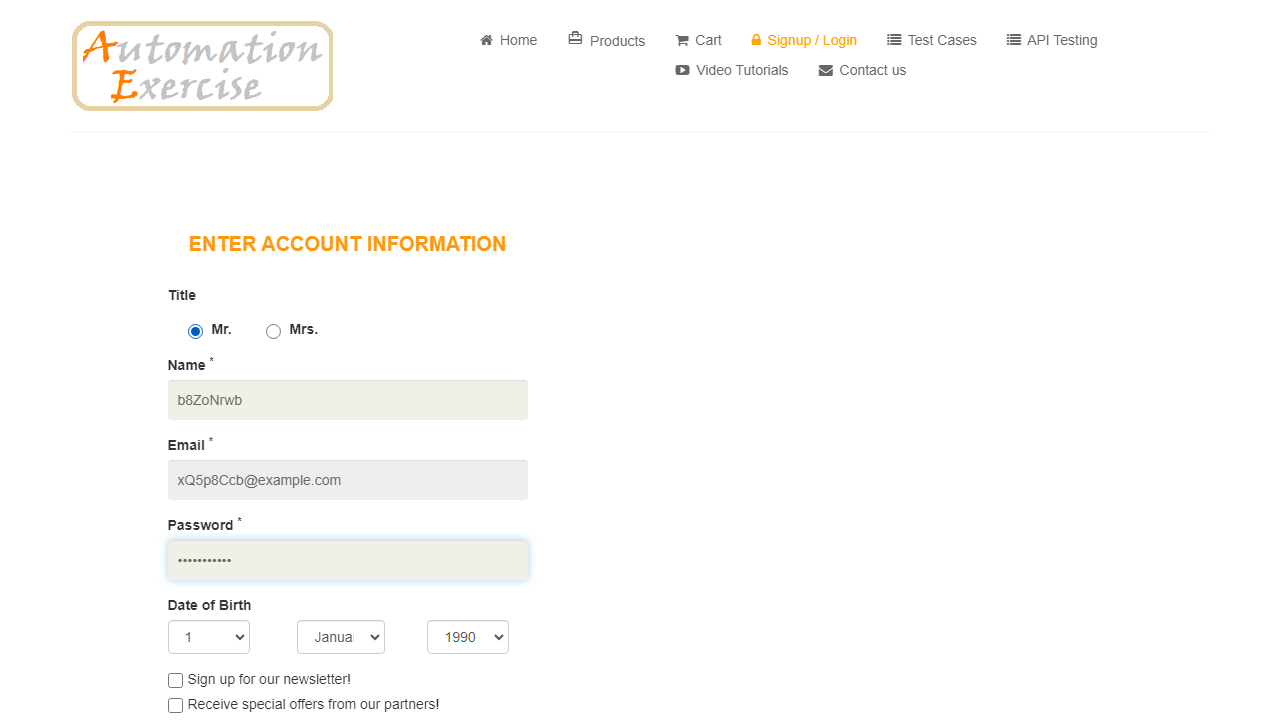 Automation
Exercise
Home
Products
Cart
Signup / Login
Test Cases
API Testing
Video Tutorials
Contact us
ENTER ACCOUNT INFORMATION
Title
Mr. Mrs.
Name *
b8ZoNrwb
Email *
xQ5p8Ccb@example.com
Password *
•••••••••••
Date of Birth
1 Janua 1990
Sign up for our newsletter!
Receive special offers from our partners!